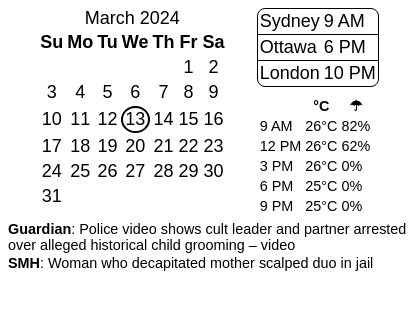 March 2024
Su Mo Tu We Th Fr Sa
1 2
3 4 5 6 7 8 9
10 11 12 13 14 15 16
17 18 19 20 21 22 23
24 25 26 27 28 29 30
31
Sydney 9 AM
Ottawa 6 PM
London 10 PM
°C ☂
9 AM 26°C 82%
12 PM 26°C 62%
3 PM 26°C 0%
6 PM 25°C 0%
9 PM 25°C 0%
Guardian: Police video shows cult leader and partner arrested
over alleged historical child grooming – video
SMH: Woman who decapitated mother scalped duo in jail